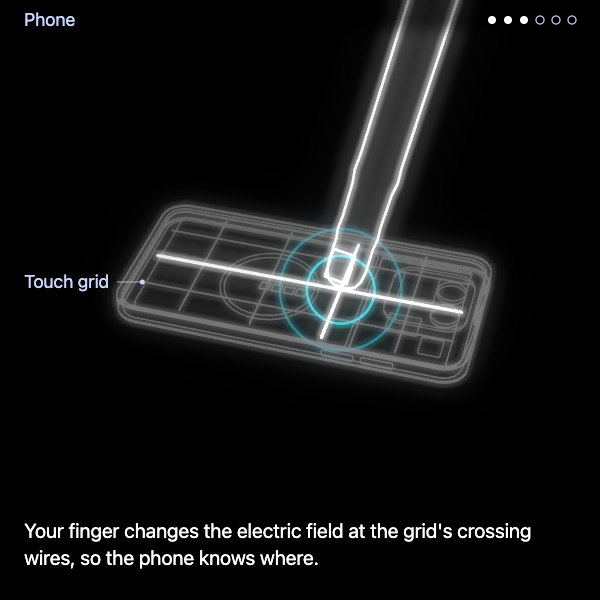 Phone
Touch grid
Your finger changes the electric field at the grid's crossing
wires, so the phone knows where.